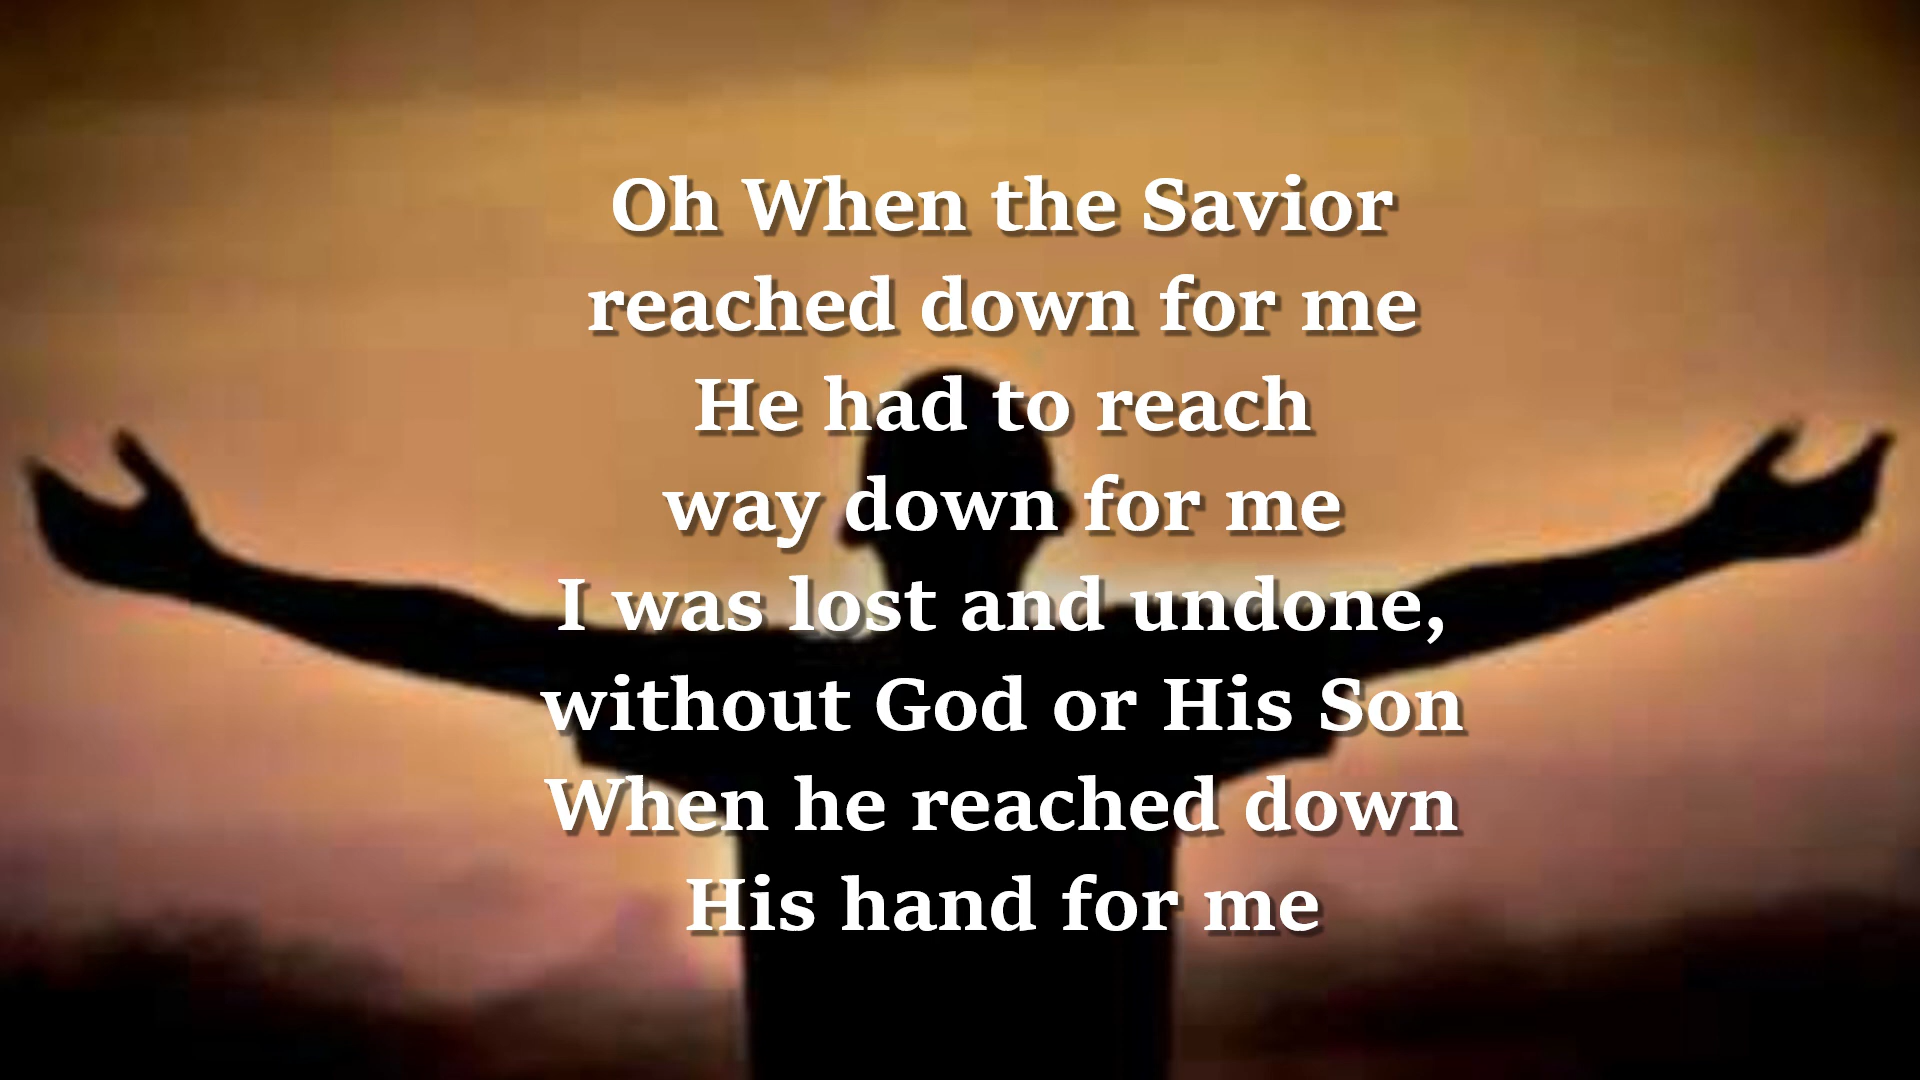 Oh When the Savior
reached down for me
He had to reach
way down for me
I was lost and undone,
without God or His Son
When he reached down
His hand for me